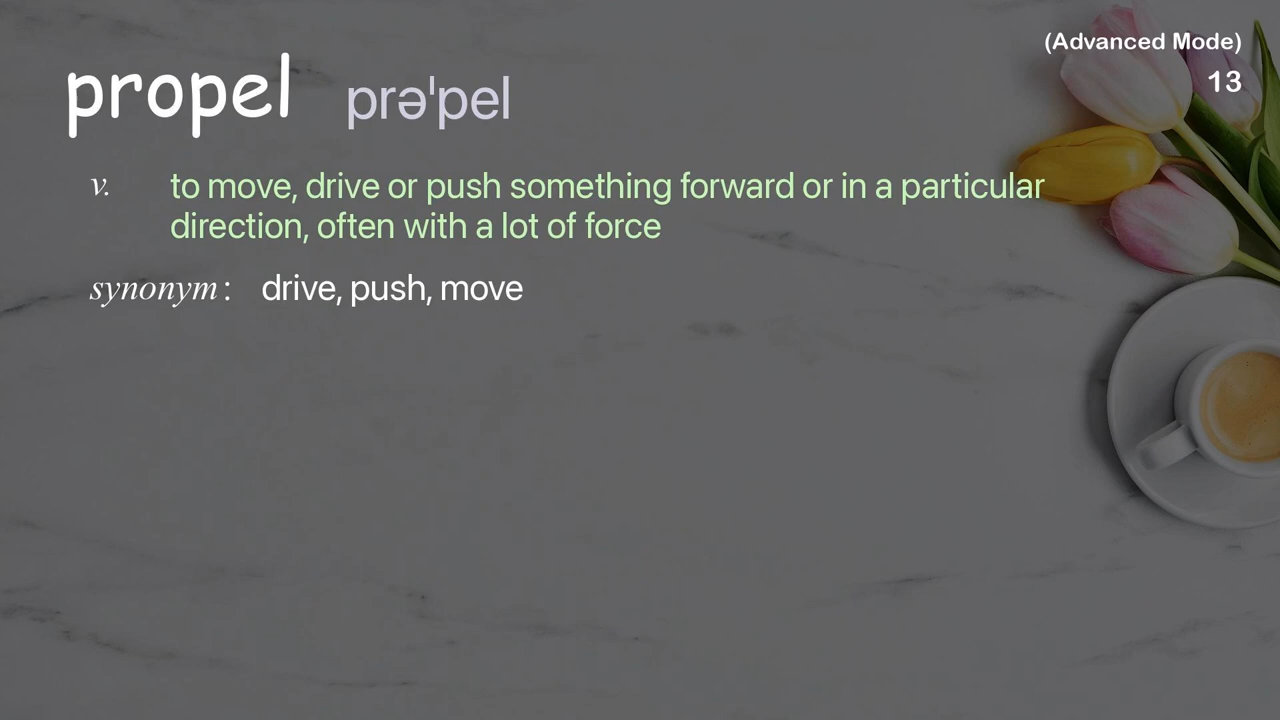 (Advanced Mode)
propel prəˈpel 13
v. to move, drive or push something forward or in a particular
direction, often with a lot of force
synonym: drive, push, move